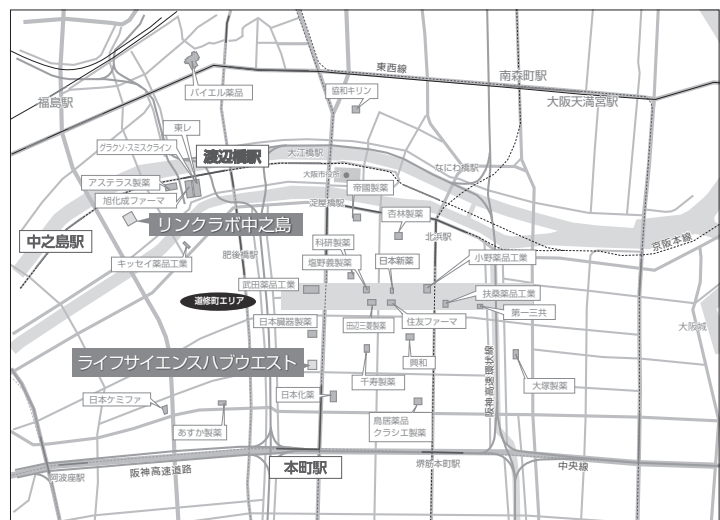 東西線
南森町駅
バイエル薬品
協和キリン
福島駅
大阪天満宮駅
東レ
グラクソ・スミスクライン
渡辺橋駅
大江橋駅
なにわ橋駅
大阪市役所
アステラス製薬
帝國製薬
旭化成ファーマ
淀屋橋駅
リンクラボ中之島
杏林製薬
中之島駅
北浜駅
京阪本線
科研製薬
肥後橋駅
キッセイ薬品工業
塩野義製薬
日本新薬
小野薬品工業
武田薬品工業
道修町エリア
扶桑薬品工業
第一三共
日本臓器製薬
田辺三菱製薬
住友ファーマ
大阪城
ライフサイエンスハブウエスト
興和
千寿製薬
阪神高速環状線
大塚製薬
日本ケミファ
日本化薬
あすか製薬
鳥居薬品
クラシエ製薬
本町駅
堺筋本町駅
中央線
阪神高速道路
阿波座駅